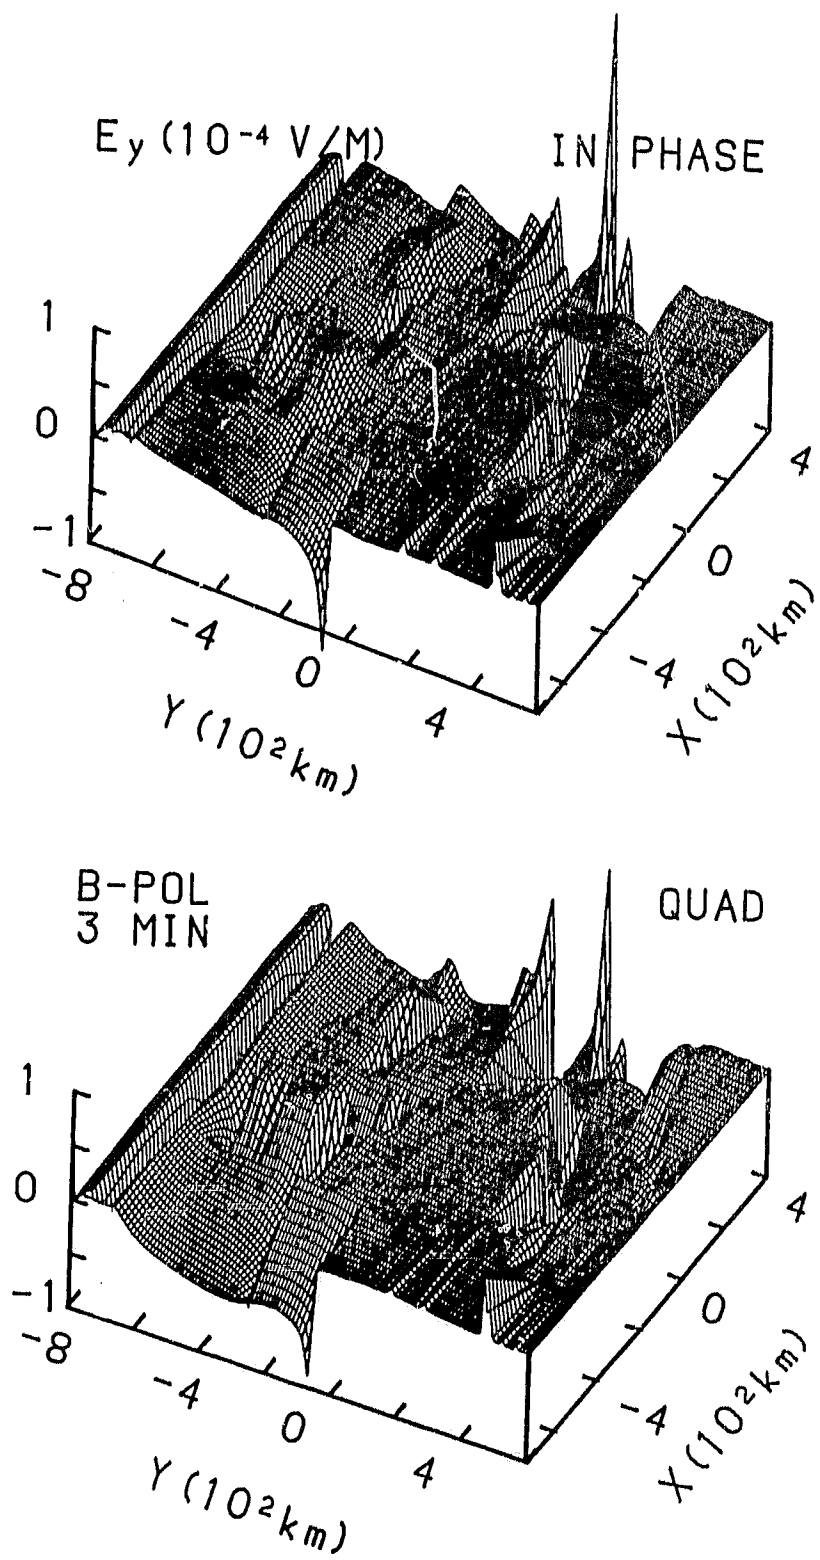 Ey (10⁻⁴ V/M)
IN PHASE
1
0
-1
-8
-4
0
4
Y (10²km)
4
0
-4
X (10²km)
B-POL
3 MIN
QUAD
1
0
-1
-8
-4
0
4
Y (10²km)
4
0
-4
X (10²km)